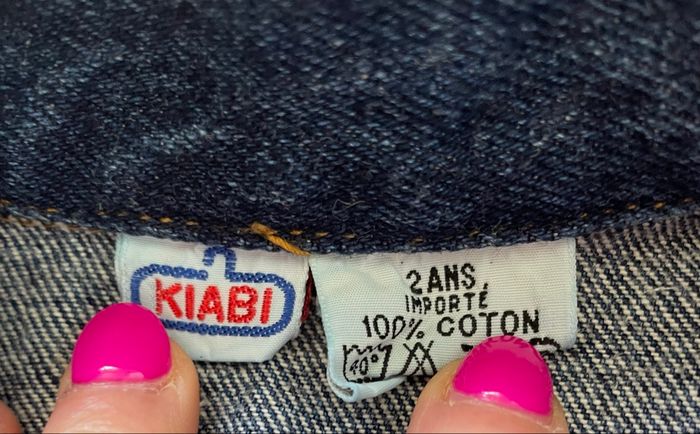 KIABI
2 ANS
IMPORTÉ
100% COTON
40°